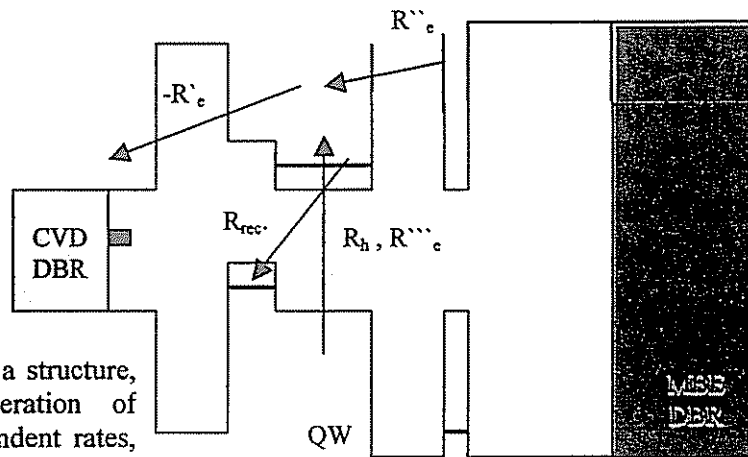 R``e
-R`e
CVD
DBR
Rrec.
Rh , R```e
a structure,
eration of
ndent rates,
QW
MBE
DBR